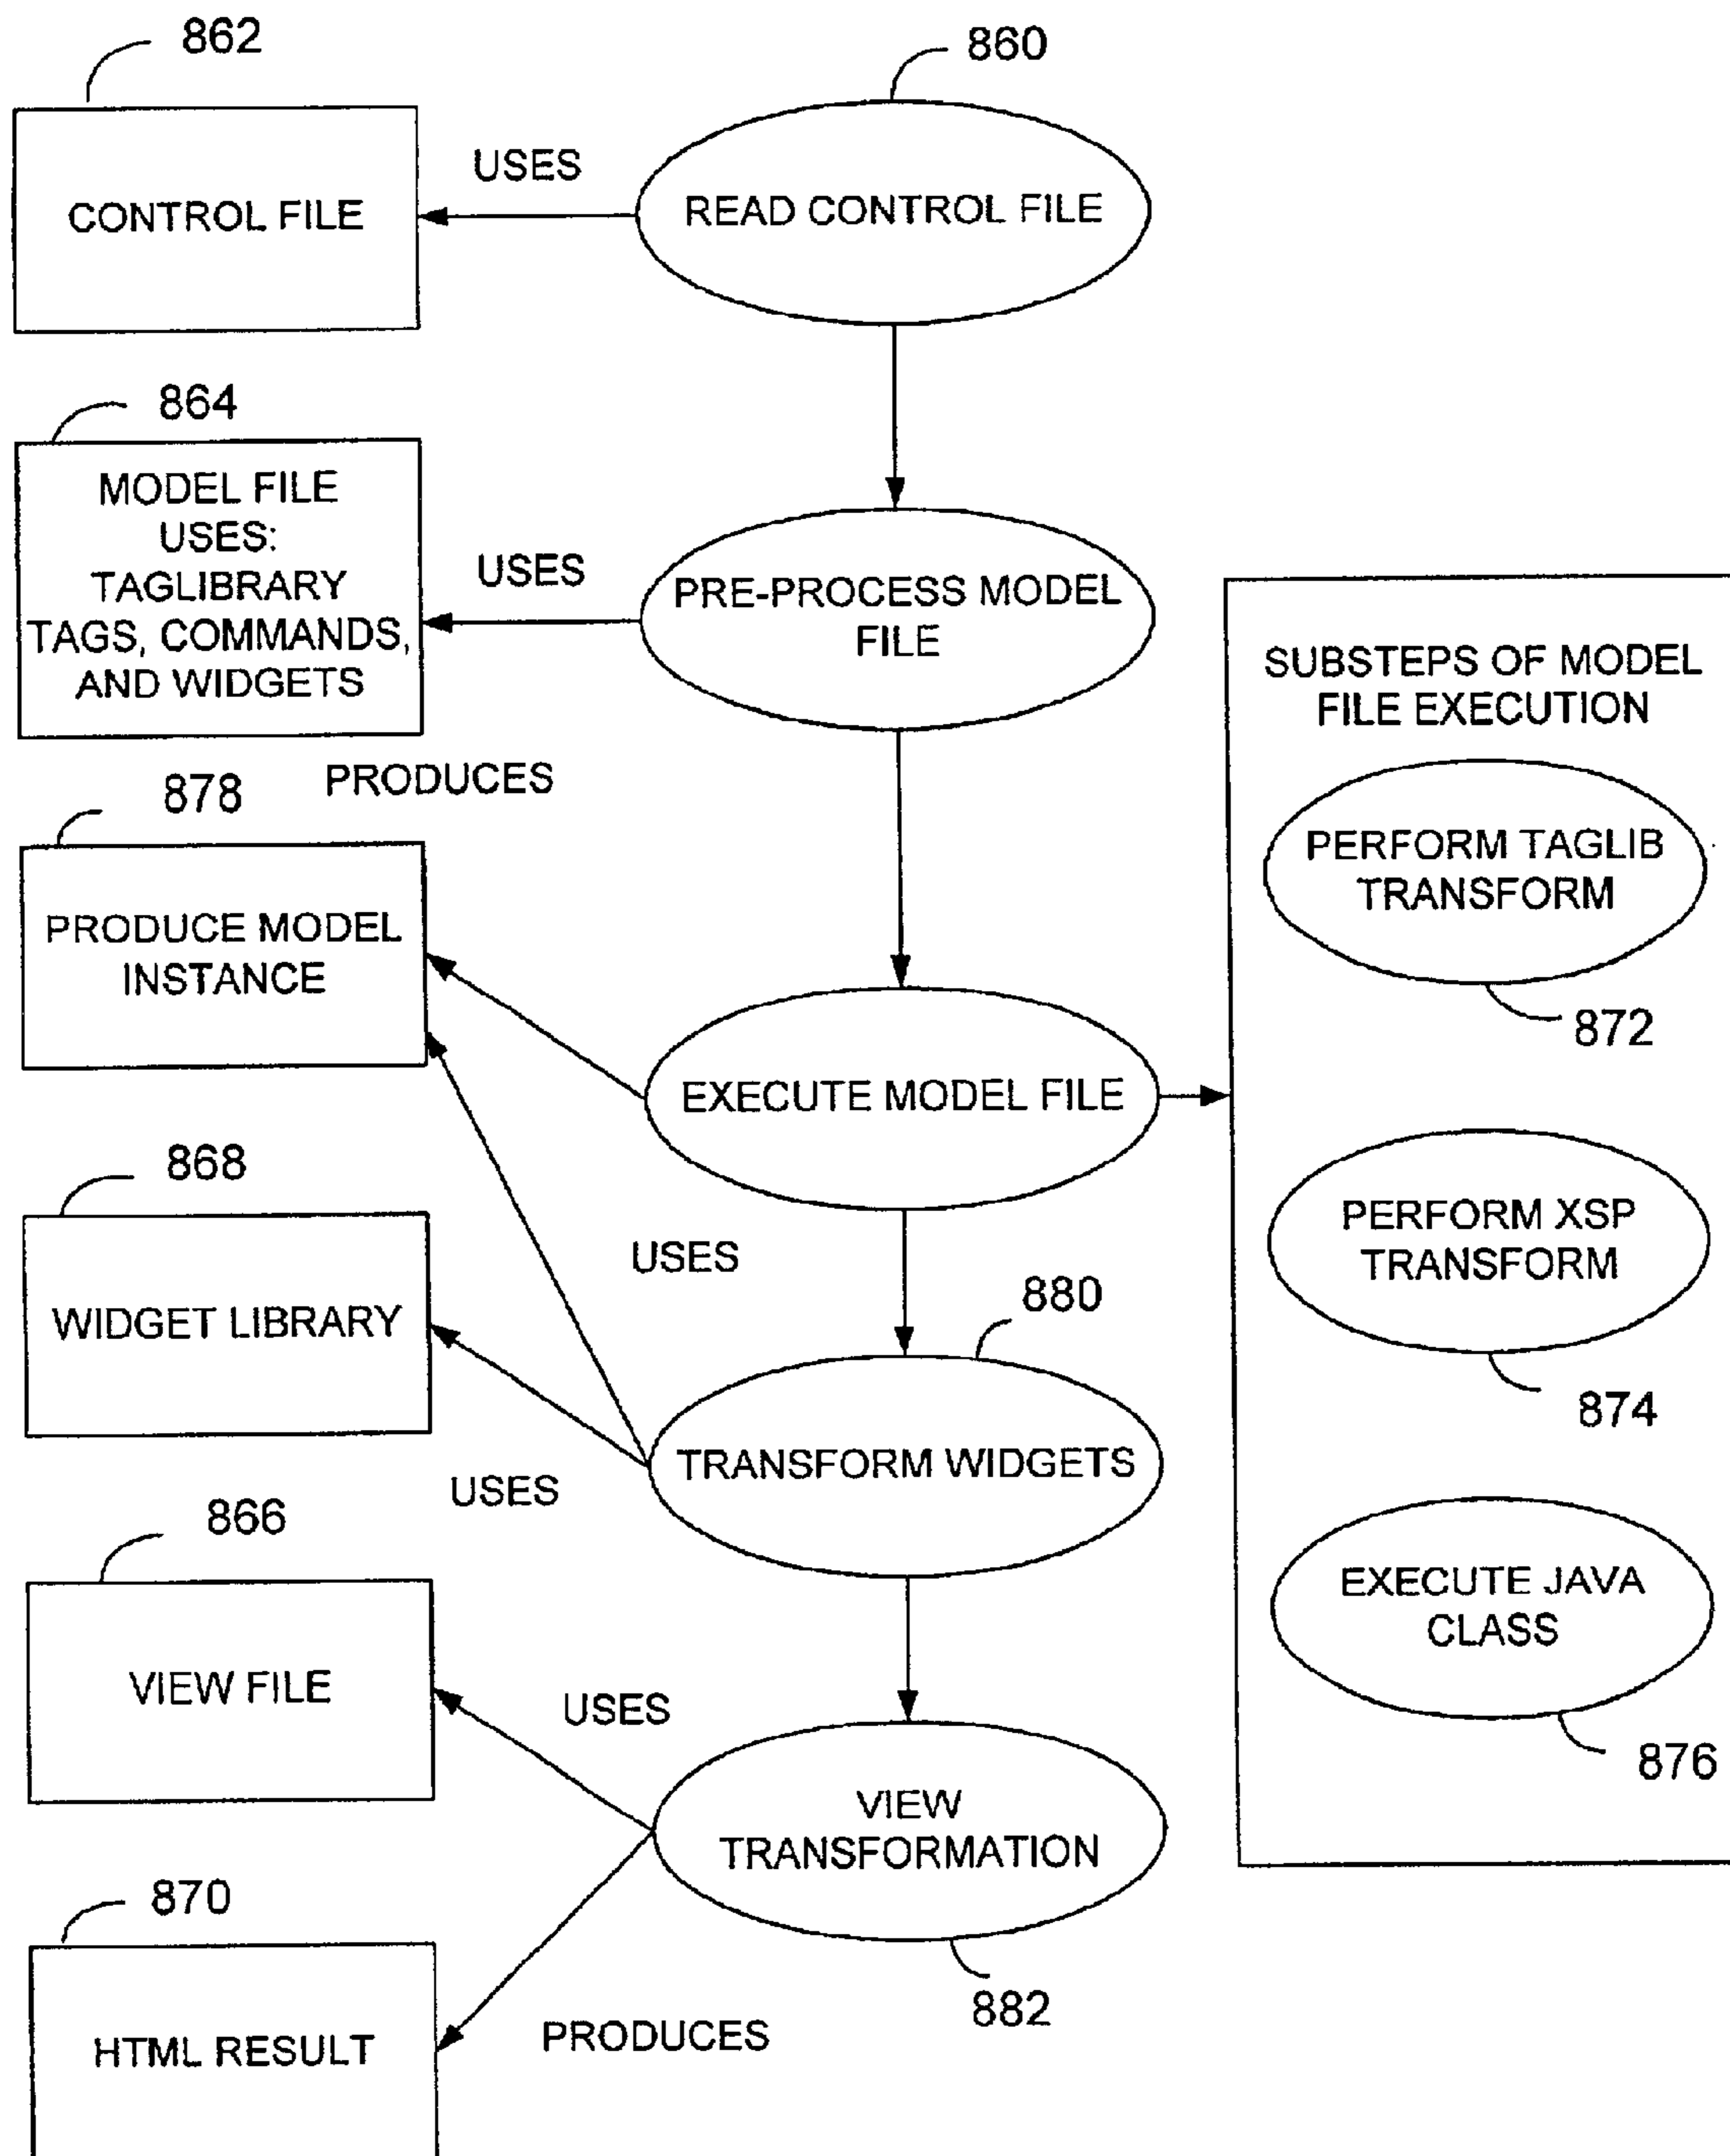 862
860
USES
CONTROL FILE
READ CONTROL FILE
864
MODEL FILE
USES:
TAGLIBRARY
TAGS, COMMANDS,
AND WIDGETS
USES
PRE-PROCESS MODEL
FILE
SUBSTEPS OF MODEL
FILE EXECUTION
PERFORM TAGLIB
TRANSFORM
872
PERFORM XSP
TRANSFORM
874
EXECUTE JAVA
CLASS
876
878
PRODUCES
PRODUCE MODEL
INSTANCE
EXECUTE MODEL FILE
868
USES
WIDGET LIBRARY
880
TRANSFORM WIDGETS
USES
866
VIEW FILE
USES
VIEW
TRANSFORMATION
882
870
PRODUCES
HTML RESULT